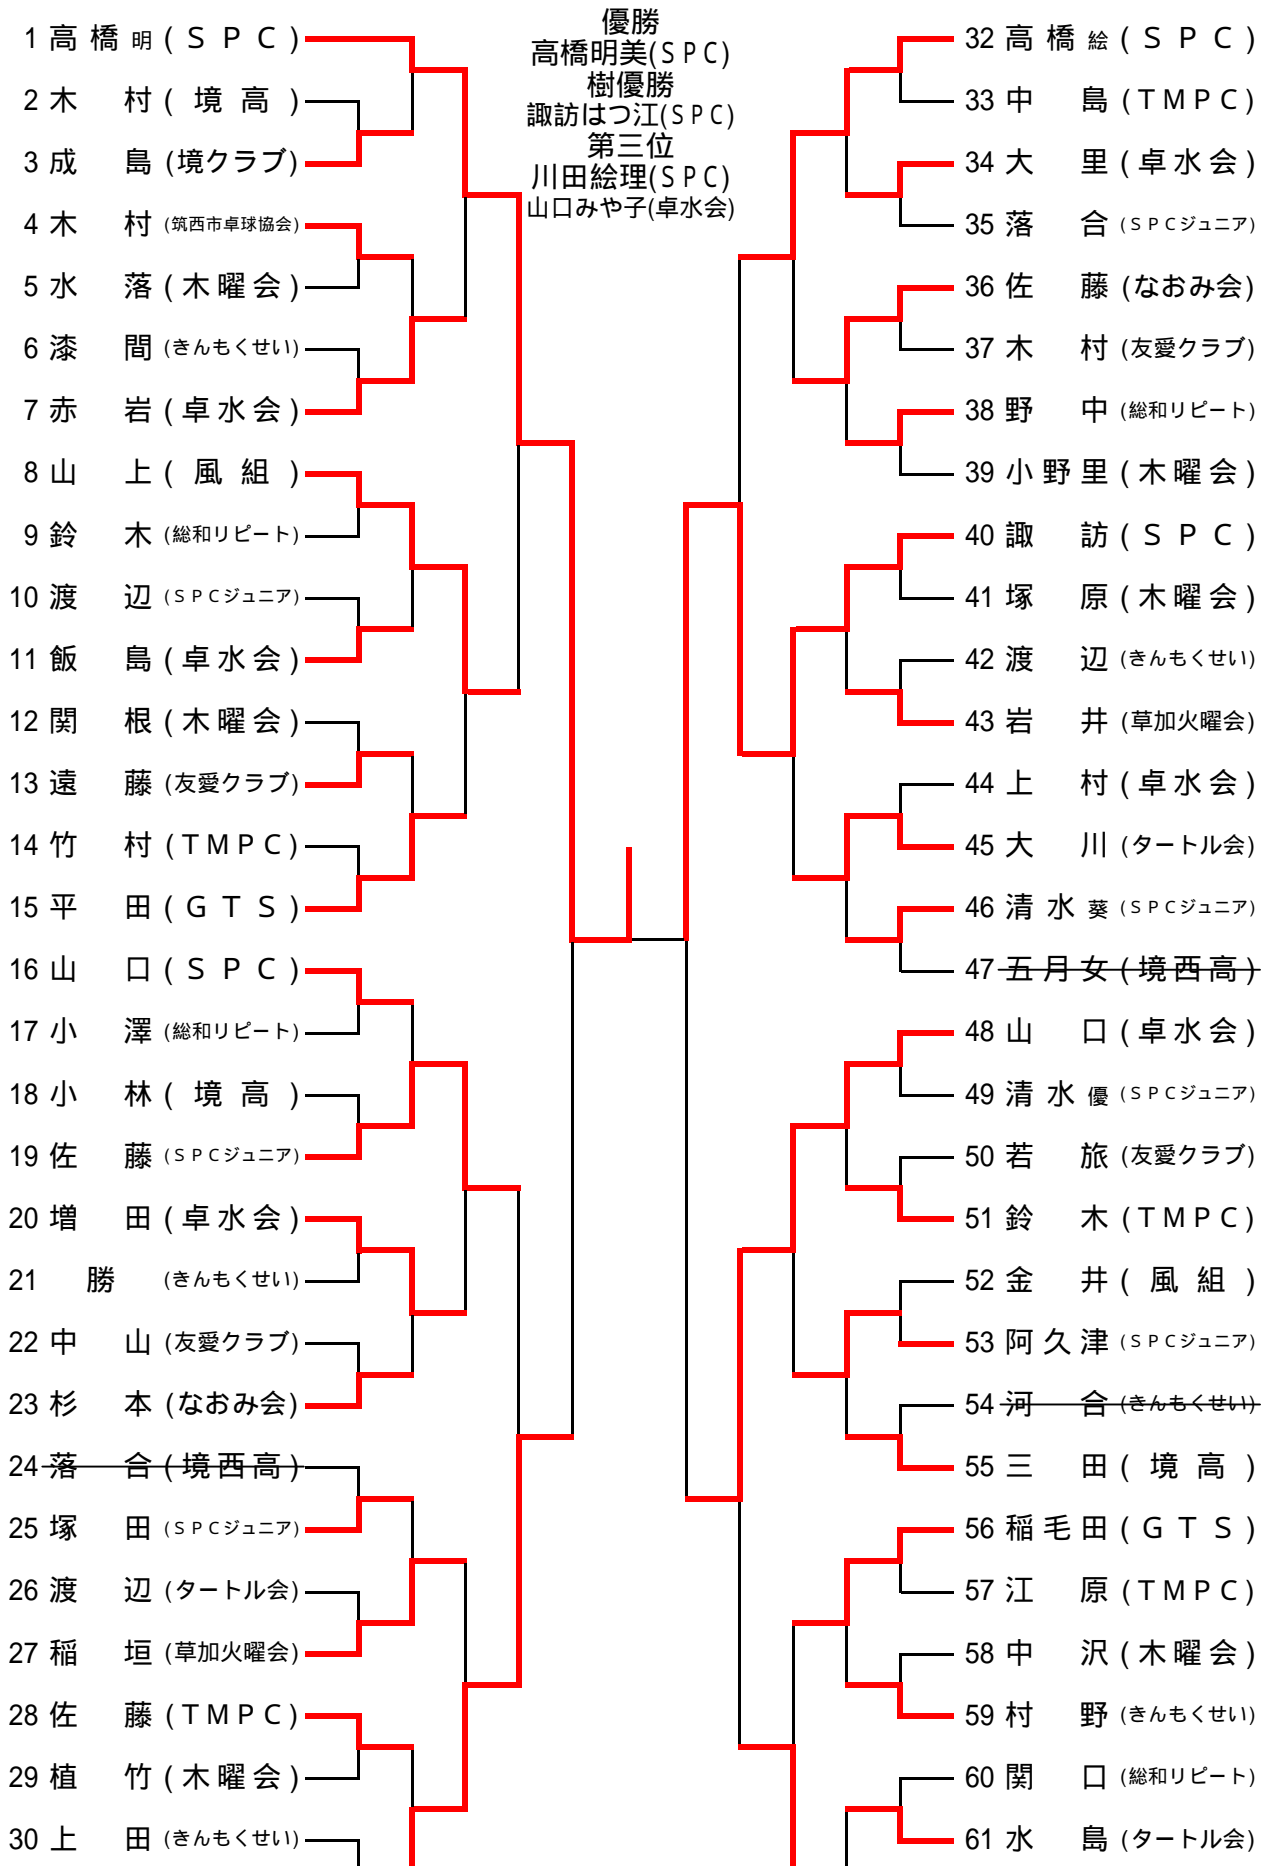 優勝
高橋明美(SPC)
樹優勝
諏訪はつ江(SPC)
第三位
川田絵理(SPC)
山口みや子(卓水会)
1 高橋 明 (SPC)
2 木村 (境高)
3 成島 (境クラブ)
4 木村 (筑西市卓球協会)
5 水落 (木曜会)
6 漆間 (きんもくせい)
7 赤岩 (卓水会)
8 山上 (風組)
9 鈴木 (総和リピート)
10 渡辺 (SPCジュニア)
11 飯島 (卓水会)
12 関根 (木曜会)
13 遠藤 (友愛クラブ)
14 竹村 (TMPC)
15 平田 (GTS)
16 山口 (SPC)
17 小澤 (総和リピート)
18 小林 (境高)
19 佐藤 (SPCジュニア)
20 増田 (卓水会)
21 勝 (きんもくせい)
22 中山 (友愛クラブ)
23 杉本 (なおみ会)
24 落合 (境西高)
25 塚田 (SPCジュニア)
26 渡辺 (タートル会)
27 稲垣 (草加火曜会)
28 佐藤 (TMPC)
29 植竹 (木曜会)
30 上田 (きんもくせい)
32 高橋 絵 (SPC)
33 中島 (TMPC)
34 大里 (卓水会)
35 落合 (SPCジュニア)
36 佐藤 (なおみ会)
37 木村 (友愛クラブ)
38 野中 (総和リピート)
39 小野里 (木曜会)
40 諏訪 (SPC)
41 塚原 (木曜会)
42 渡辺 (きんもくせい)
43 岩井 (草加火曜会)
44 上村 (卓水会)
45 大川 (タートル会)
46 清水 葵 (SPCジュニア)
47 五月女 (境西高)
48 山口 (卓水会)
49 清水 優 (SPCジュニア)
50 若旅 (友愛クラブ)
51 鈴木 (TMPC)
52 金井 (風組)
53 阿久津 (SPCジュニア)
54 河合 (きんもくせい)
55 三田 (境高)
56 稲毛田 (GTS)
57 江原 (TMPC)
58 中沢 (木曜会)
59 村野 (きんもくせい)
60 関口 (総和リピート)
61 水島 (タートル会)